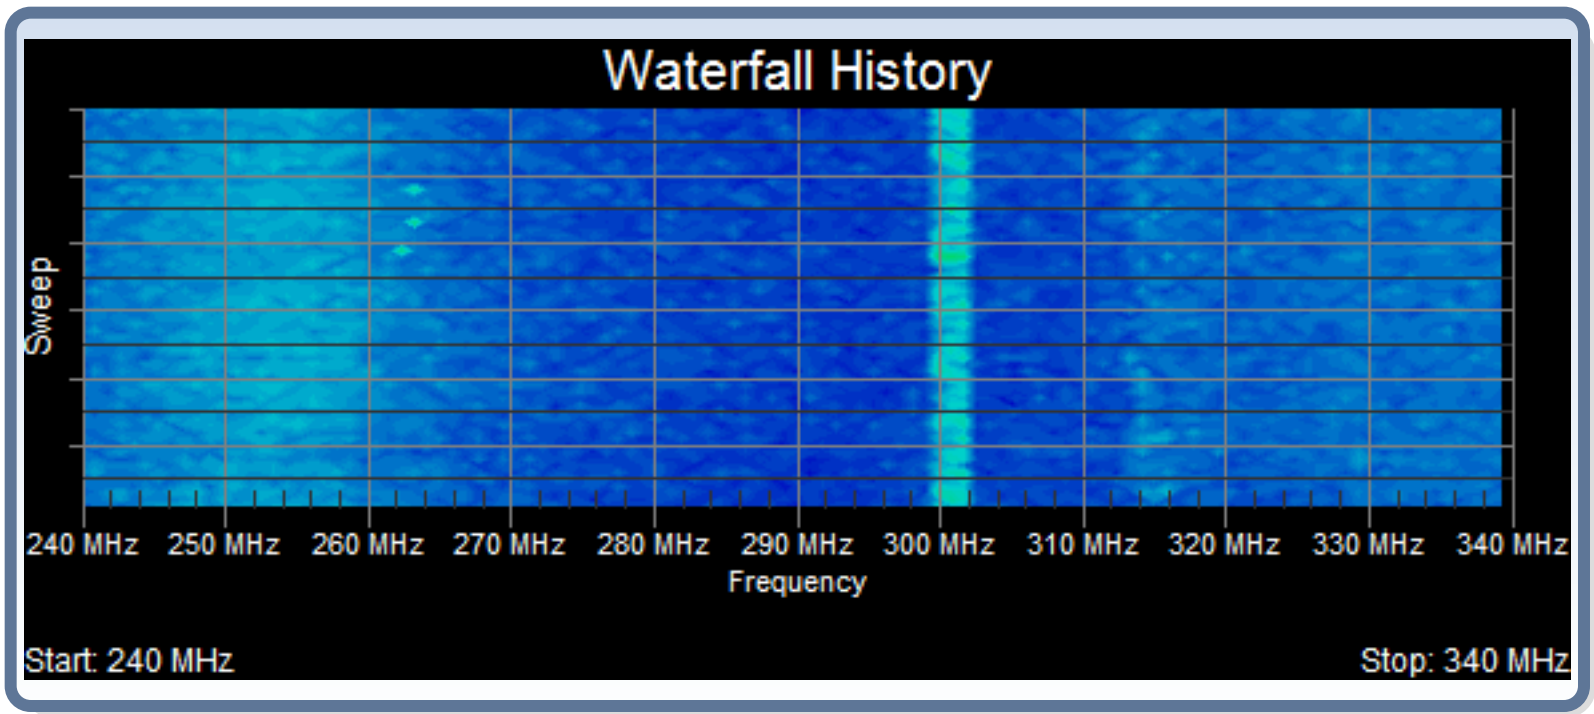 Waterfall History
Sweep
240 MHz 250 MHz 260 MHz 270 MHz 280 MHz 290 MHz 300 MHz 310 MHz 320 MHz 330 MHz 340 MHz
Frequency
Start: 240 MHz Stop: 340 MHz